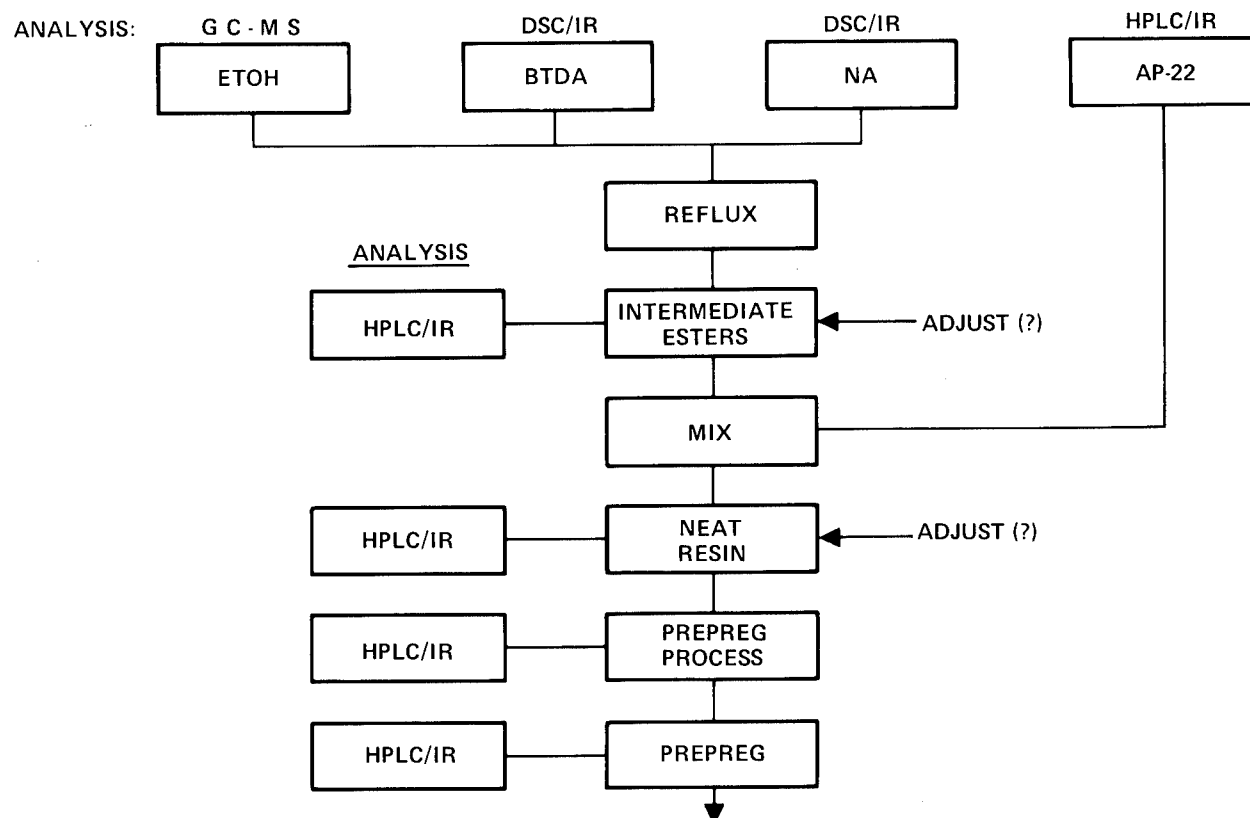 ANALYSIS:
G C - M S
DSC/IR
DSC/IR
HPLC/IR
ETOH
BTDA
NA
AP-22
REFLUX
ANALYSIS
HPLC/IR
INTERMEDIATE
ESTERS
ADJUST (?)
MIX
HPLC/IR
NEAT
RESIN
ADJUST (?)
HPLC/IR
PREPREG
PROCESS
HPLC/IR
PREPREG